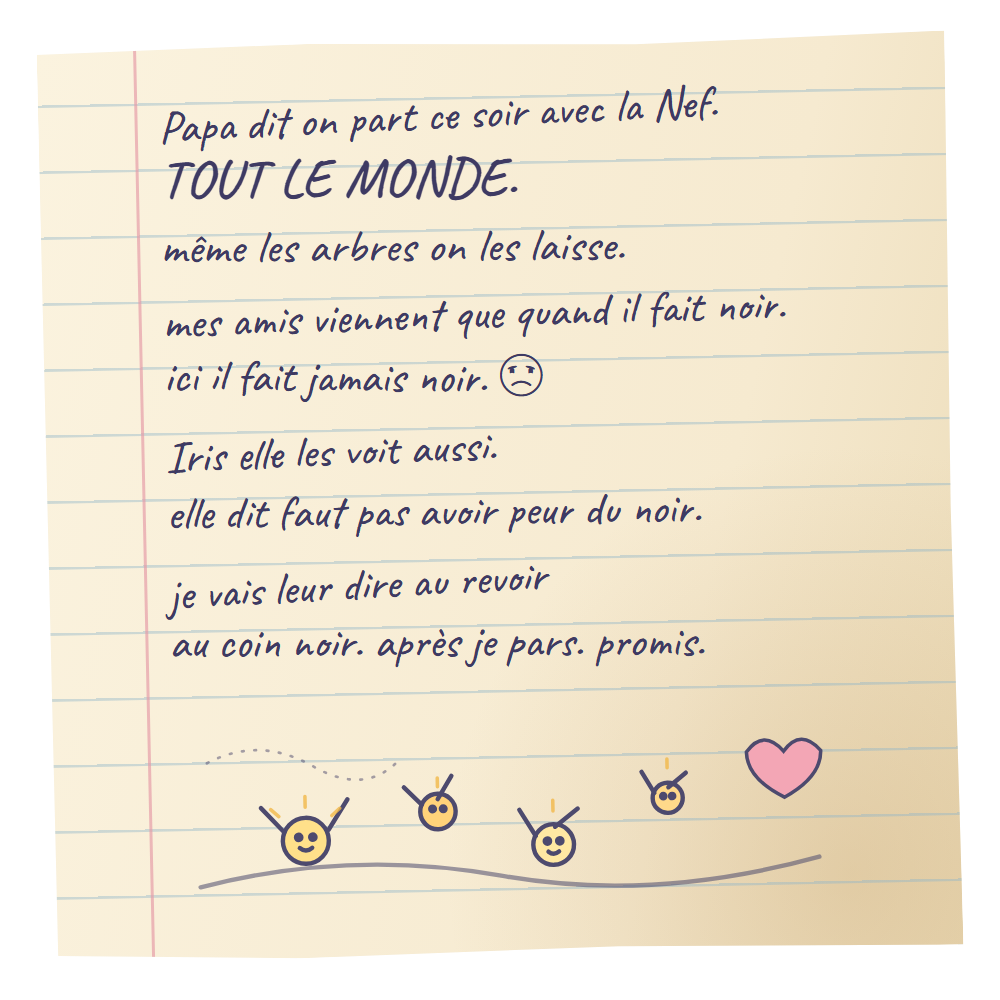 Papa dit on part ce soir avec la Nef.
TOUT LE MONDE.
même les arbres on les laisse.
mes amis viennent que quand il fait noir.
ici il fait jamais noir.
Iris elle les voit aussi.
elle dit faut pas avoir peur du noir.
je vais leur dire au revoir
au coin noir. après je pars. promis.